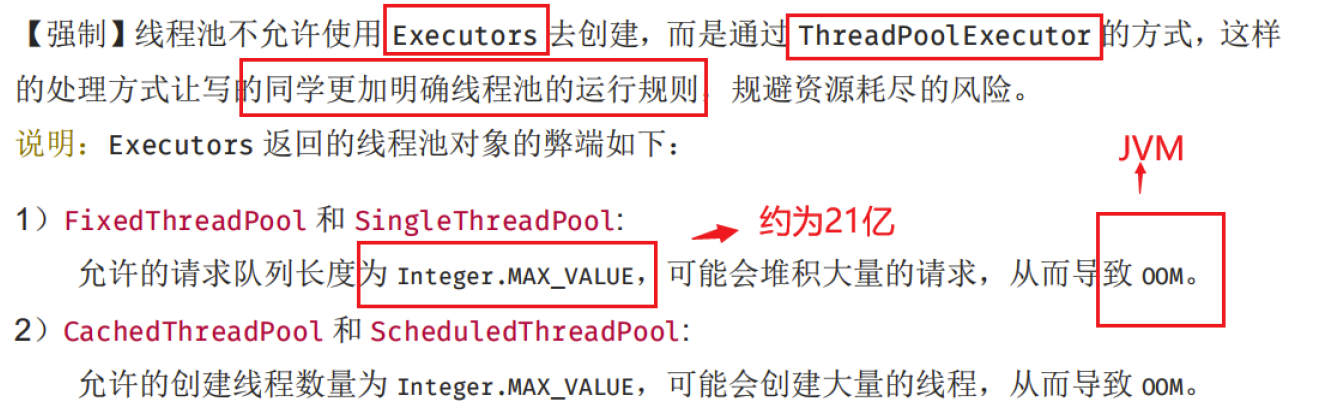 【强制】线程池不允许使用 Executors 去创建，而是通过 ThreadPoolExecutor 的方式，这样
的处理方式让写的同学更加明确线程池的运行规则，规避资源耗尽的风险。
说明：Executors 返回的线程池对象的弊端如下：
JVM
1）FixedThreadPool 和 SingleThreadPool:
约为21亿
允许的请求队列长度为 Integer.MAX_VALUE，可能会堆积大量的请求，从而导致 OOM。
2）CachedThreadPool 和 ScheduledThreadPool:
允许的创建线程数量为 Integer.MAX_VALUE，可能会创建大量的线程，从而导致 OOM。